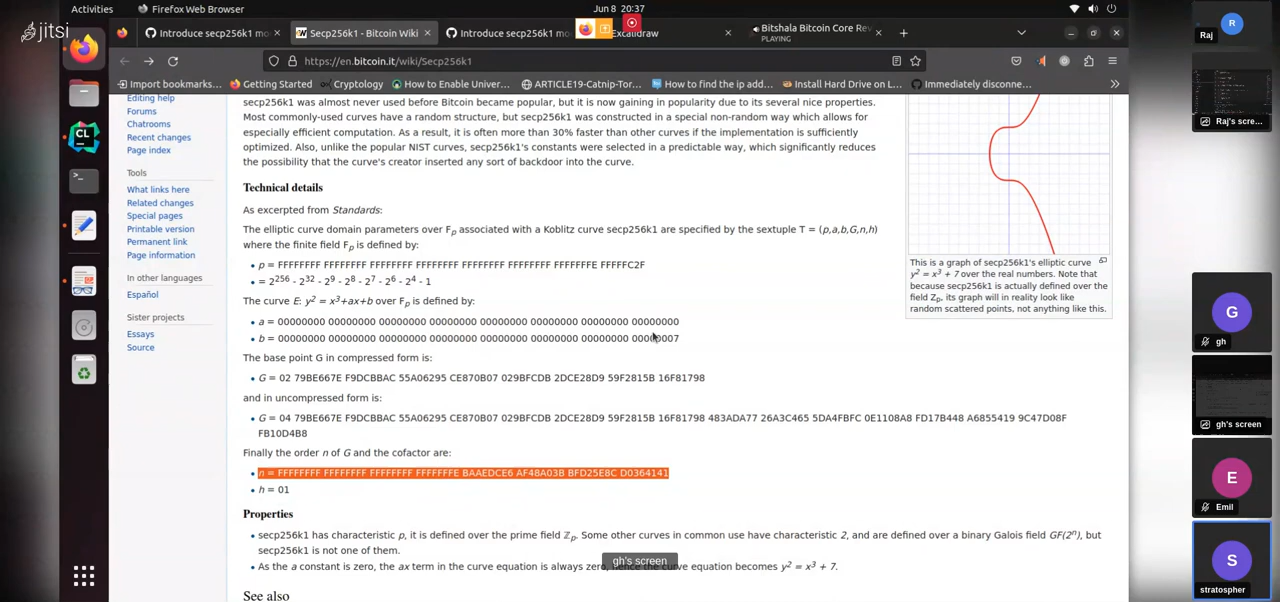 Activities
Firefox Web Browser
Jun 8 20:37
jitsi
Introduce secp256k1 mo
Secp256k1 - Bitcoin Wiki
Introduce secp256k1 mo
Excalidraw
Bitshala Bitcoin Core Rev
PLAYING
https://en.bitcoin.it/wiki/Secp256k1
Import bookmarks...
Getting Started
Cryptology
How to Enable Univer...
ARTICLE19-Catnip-Tor...
How to find the ip add...
Install Hard Drive on L...
Immediately disconne...
Editing help
Forums
Chatrooms
Recent changes
Page index
Tools
What links here
Related changes
Special pages
Printable version
Permanent link
Page information
In other languages
Español
Sister projects
Essays
Source
secp256k1 was almost never used before Bitcoin became popular, but it is now gaining in popularity due to its several nice properties.
Most commonly-used curves have a random structure, but secp256k1 was constructed in a special non-random way which allows for
especially efficient computation. As a result, it is often more than 30% faster than other curves if the implementation is sufficiently
optimized. Also, unlike the popular NIST curves, secp256k1's constants were selected in a predictable way, which significantly reduces
the possibility that the curve's creator inserted any sort of backdoor into the curve.
Technical details
As excerpted from Standards:
The elliptic curve domain parameters over Fp associated with a Koblitz curve secp256k1 are specified by the sextuple T = (p,a,b,G,n,h)
where the finite field Fp is defined by:
• p = FFFFFFFF FFFFFFFF FFFFFFFF FFFFFFFF FFFFFFFF FFFFFFFF FFFFFFFE FFFFFC2F
• = 2^256 - 2^32 - 2^9 - 2^8 - 2^7 - 2^6 - 2^4 - 1
The curve E: y² = x³+ax+b over Fp is defined by:
• a = 00000000 00000000 00000000 00000000 00000000 00000000 00000000 00000000
• b = 00000000 00000000 00000000 00000000 00000000 00000000 00000000 00000007
The base point G in compressed form is:
• G = 02 79BE667E F9DCBBAC 55A06295 CE870B07 029BFCDB 2DCE28D9 59F2815B 16F81798
and in uncompressed form is:
• G = 04 79BE667E F9DCBBAC 55A06295 CE870B07 029BFCDB 2DCE28D9 59F2815B 16F81798 483ADA77 26A3C465 5DA4FBFC 0E1108A8 FD17B448 A6855419 9C47D08F
FB10D4B8
Finally the order n of G and the cofactor are:
• n = FFFFFFFF FFFFFFFF FFFFFFFF FFFFFFFE BAAEDCE6 AF48A03B BFD25E8C D0364141
• h = 01
Properties
• secp256k1 has characteristic p, it is defined over the prime field ℤp. Some other curves in common use have characteristic 2, and are defined over a binary Galois field GF(2ⁿ), but
secp256k1 is not one of them.
• As the a constant is zero, the ax term in the curve equation is always zero, hence the curve equation becomes y² = x³ + 7.
See also
This is a graph of secp256k1's elliptic
curve y² = x³ + 7 over the real numbers. Note that
because secp256k1 is actually defined over the
field Zp, its graph will in reality look like
random scattered points, not anything like this.
gh's screen
R
Raj
Raj's scre...
G
gh
gh's screen
E
Emil
S
stratospher